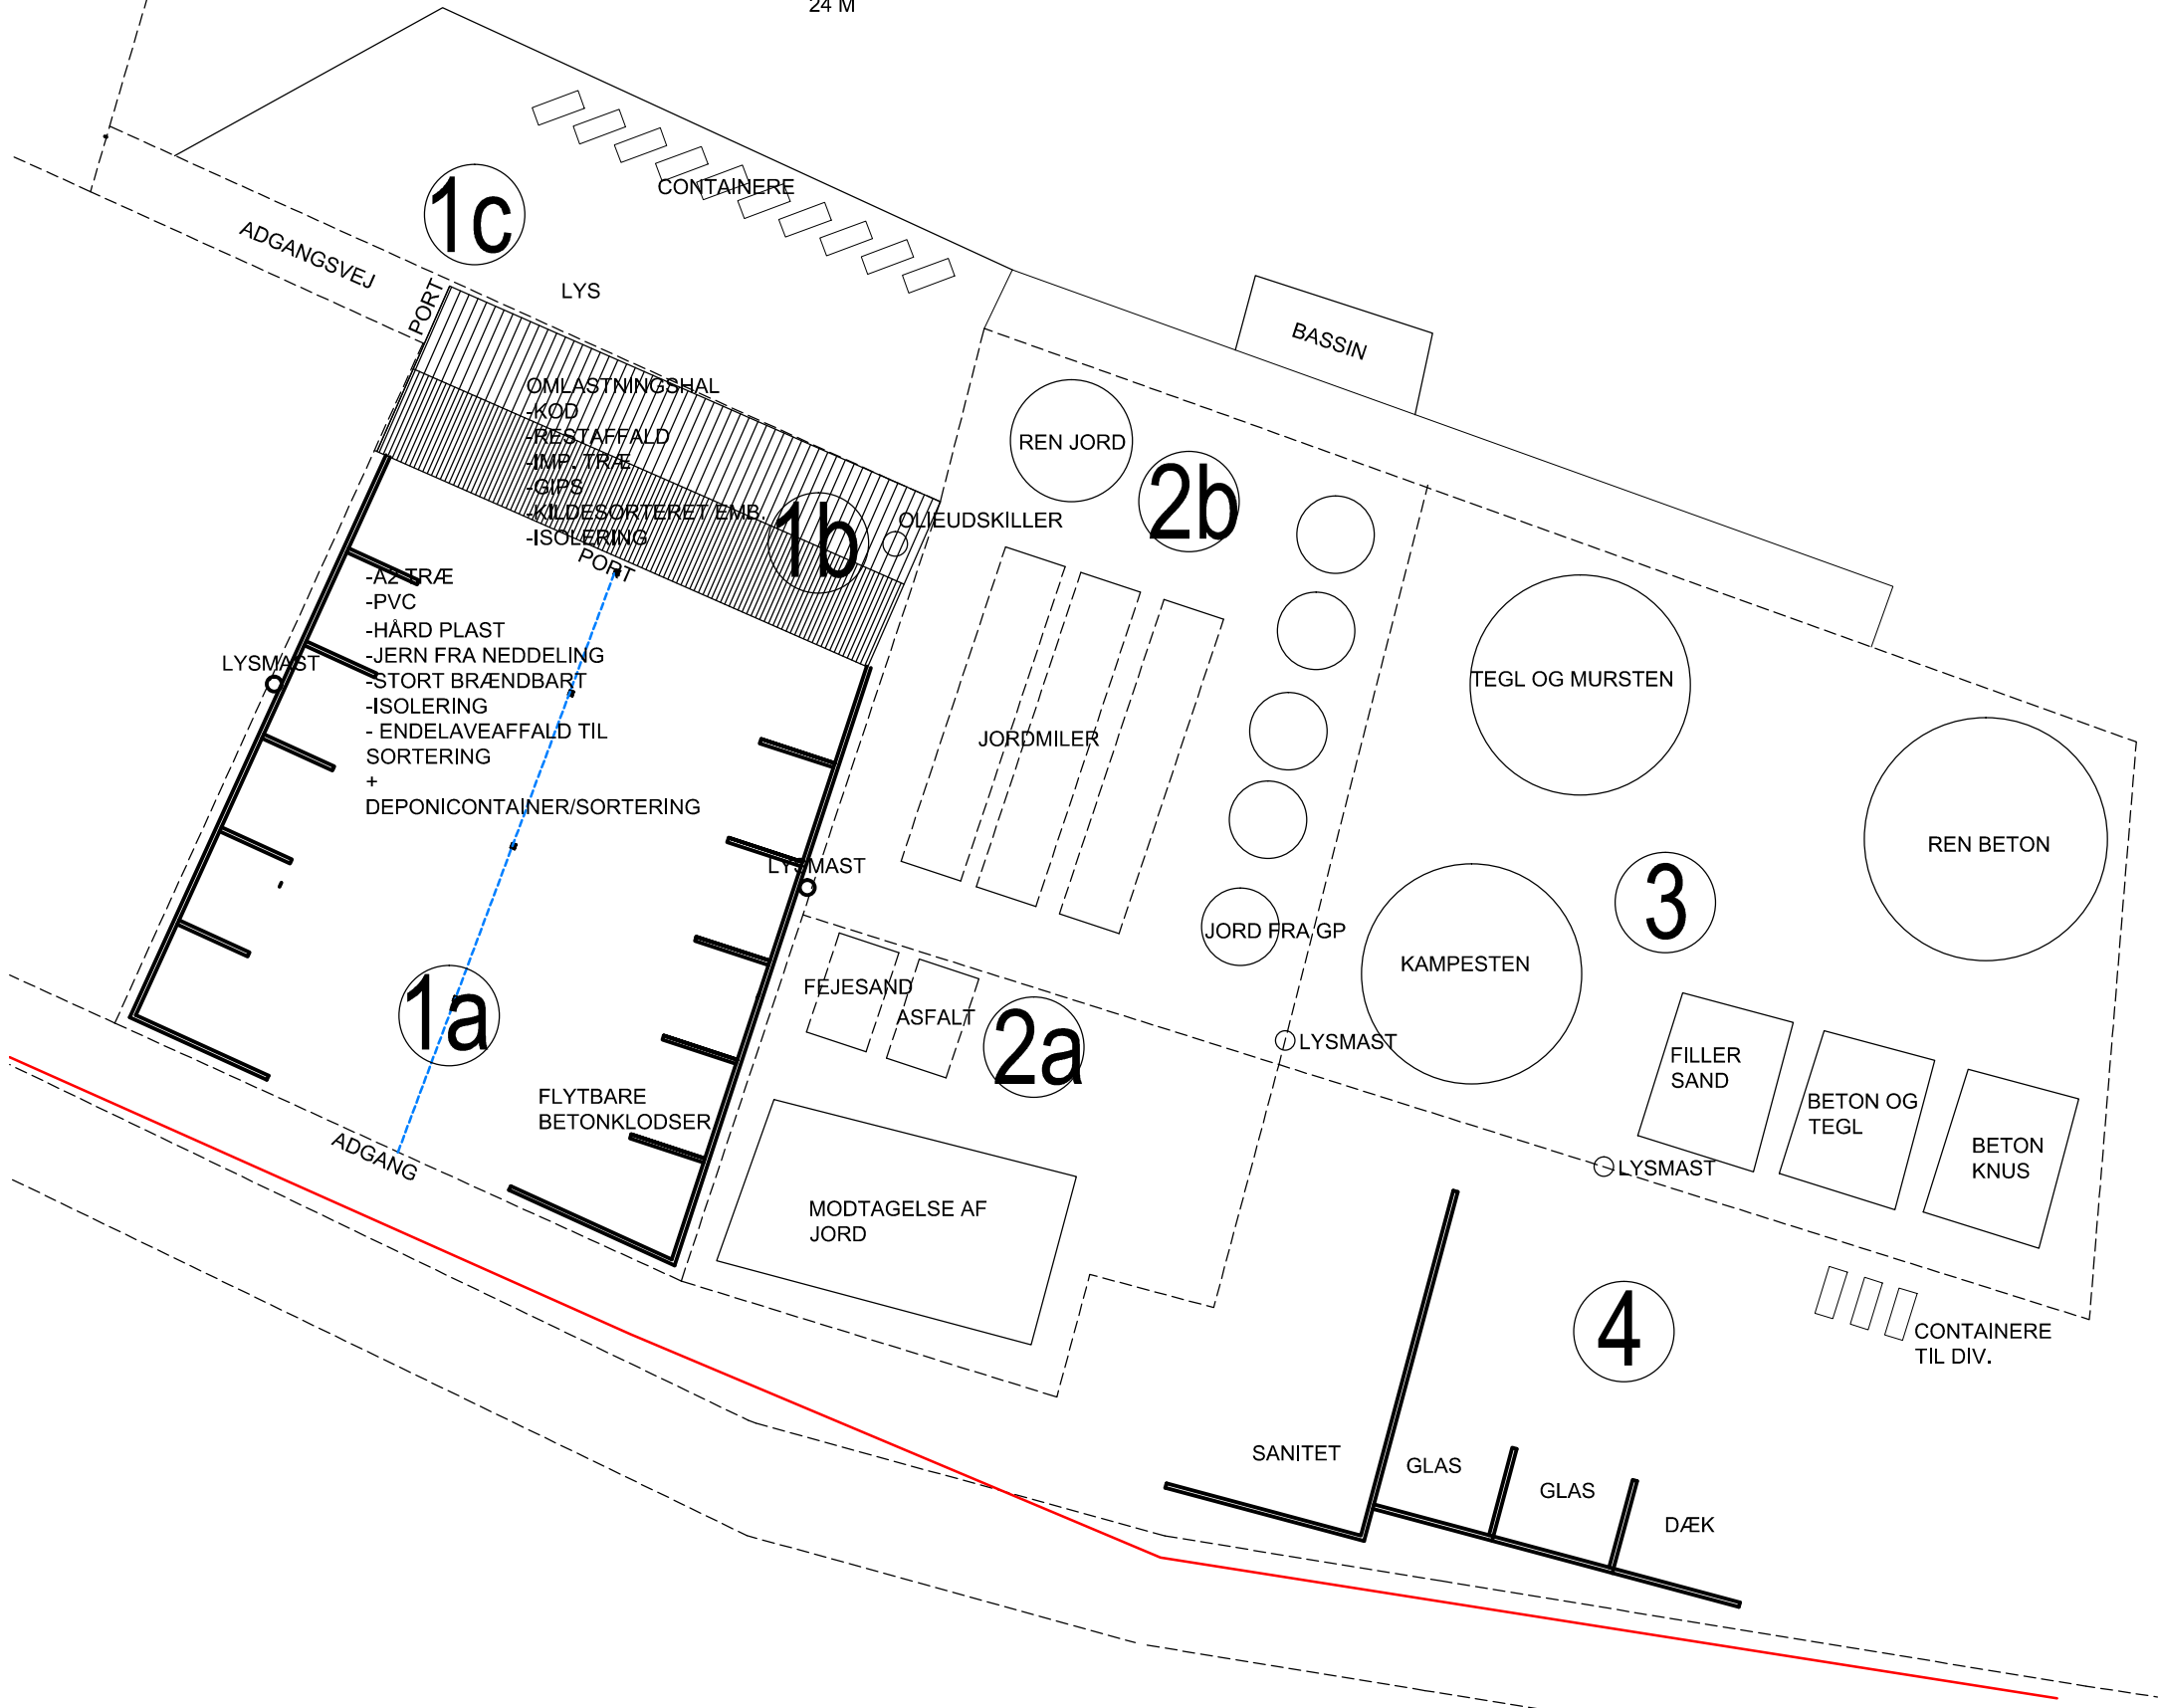 24 M
1c
CONTAINERE
ADGANGSVEJ
PORT
LYS
BASSIN
OMLASTNINGSHAL
-KOD
-RESTAFFALD
-IMP. TRÆ
-GIPS
-KILDESORTERET EMB.
-ISOLERING
PORT
1b
OLIEUDSKILLER
REN JORD
2b
-A2 TRÆ
-PVC
-HÅRD PLAST
-JERN FRA NEDDELING
-STORT BRÆNDBART
-ISOLERING
- ENDELAVEAFFALD TIL
SORTERING
+
DEPONICONTAINER/SORTERING
LYSMAST
JORDMILER
TEGL OG MURSTEN
REN BETON
LYSMAST
JORD FRA GP
KAMPESTEN
3
1a
FEJESAND
ASFALT
2a
LYSMAST
FILLER
SAND
BETON OG
TEGL
BETON
KNUS
LYSMAST
FLYTBARE
BETONKLODSER
ADGANG
MODTAGELSE AF
JORD
4
CONTAINERE
TIL DIV.
SANITET
GLAS
GLAS
DÆK